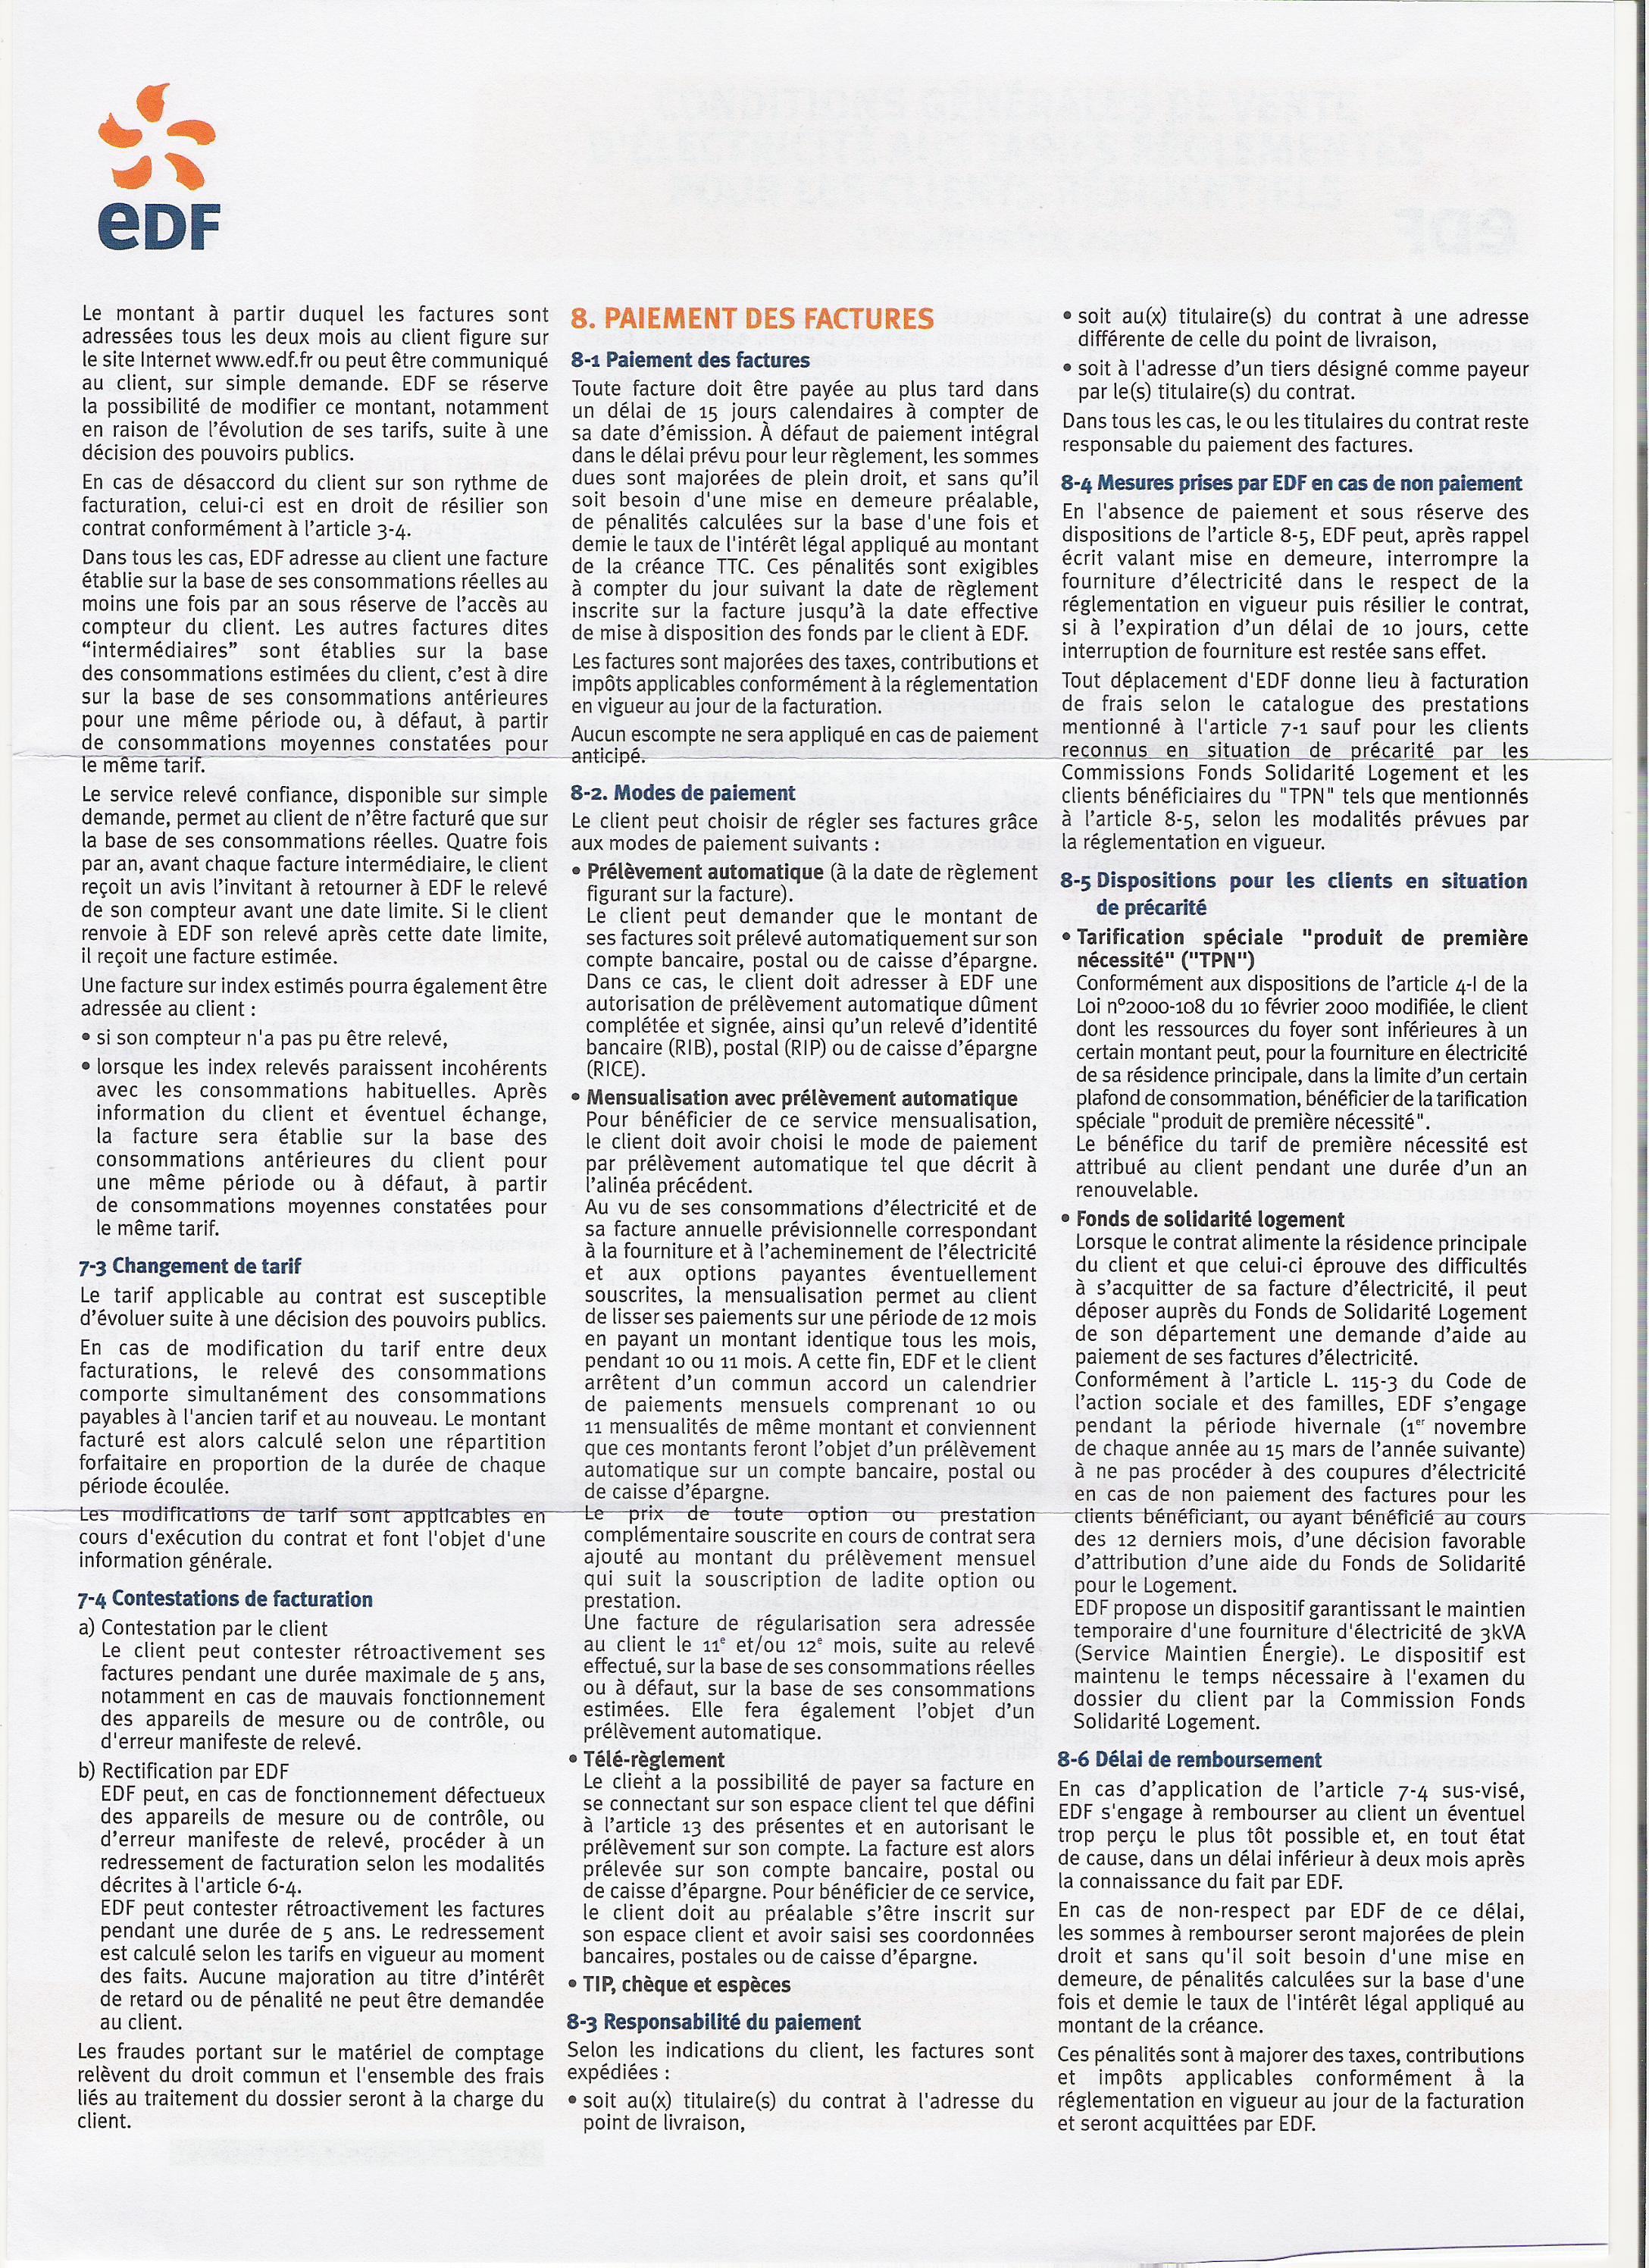 eDF
Le montant à partir duquel les factures sont
adressées tous les deux mois au client figure sur
le site Internet www.edf.fr ou peut être communiqué
au client, sur simple demande. EDF se réserve
la possibilité de modifier ce montant, notamment
en raison de l'évolution de ses tarifs, suite à une
décision des pouvoirs publics.
En cas de désaccord du client sur son rythme de
facturation, celui-ci est en droit de résilier son
contrat conformément à l'article 3-4.
Dans tous les cas, EDF adresse au client une facture
établie sur la base de ses consommations réelles au
moins une fois par an sous réserve de l'accès au
compteur du client. Les autres factures dites
“intermédiaires” sont établies sur la base
des consommations estimées du client, c'est à dire
sur la base de ses consommations antérieures
pour une même période ou, à défaut, à partir
de consommations moyennes constatées pour
le même tarif.
Le service relevé confiance, disponible sur simple
demande, permet au client de n'être facturé que sur
la base de ses consommations réelles. Quatre fois
par an, avant chaque facture intermédiaire, le client
reçoit un avis l'invitant à retourner à EDF le relevé
de son compteur avant une date limite. Si le client
renvoie à EDF son relevé après cette date limite,
il reçoit une facture estimée.
Une facture sur index estimés pourra également être
adressée au client :
• si son compteur n'a pas pu être relevé,
• lorsque les index relevés paraissent incohérents
avec les consommations habituelles. Après
information du client et éventuel échange,
la facture sera établie sur la base des
consommations antérieures du client pour
une même période ou à défaut, à partir
de consommations moyennes constatées pour
le même tarif.
7-3 Changement de tarif
Le tarif applicable au contrat est susceptible
d'évoluer suite à une décision des pouvoirs publics.
En cas de modification du tarif entre deux
facturations, le relevé des consommations
comporte simultanément des consommations
payables à l'ancien tarif et au nouveau. Le montant
facturé est alors calculé selon une répartition
forfaitaire en proportion de la durée de chaque
période écoulée.
Les modifications de tarif sont applicables en
cours d'exécution du contrat et font l'objet d'une
information générale.
7-4 Contestations de facturation
a) Contestation par le client
Le client peut contester rétroactivement ses
factures pendant une durée maximale de 5 ans,
notamment en cas de mauvais fonctionnement
des appareils de mesure ou de contrôle, ou
d'erreur manifeste de relevé.
b) Rectification par EDF
EDF peut, en cas de fonctionnement défectueux
des appareils de mesure ou de contrôle, ou
d'erreur manifeste de relevé, procéder à un
redressement de facturation selon les modalités
décrites à l'article 6-4.
EDF peut contester rétroactivement les factures
pendant une durée de 5 ans. Le redressement
est calculé selon les tarifs en vigueur au moment
des faits. Aucune majoration au titre d'intérêt
de retard ou de pénalité ne peut être demandée
au client.
Les fraudes portant sur le matériel de comptage
relèvent du droit commun et l'ensemble des frais
liés au traitement du dossier seront à la charge du
client.
8. PAIEMENT DES FACTURES
8-1 Paiement des factures
Toute facture doit être payée au plus tard dans
un délai de 15 jours calendaires à compter de
sa date d'émission. À défaut de paiement intégral
dans le délai prévu pour leur règlement, les sommes
dues sont majorées de plein droit, et sans qu'il
soit besoin d'une mise en demeure préalable,
de pénalités calculées sur la base d'une fois et
demie le taux de l'intérêt légal appliqué au montant
de la créance TTC. Ces pénalités sont exigibles
à compter du jour suivant la date de règlement
inscrite sur la facture jusqu'à la date effective
de mise à disposition des fonds par le client à EDF.
Les factures sont majorées des taxes, contributions et
impôts applicables conformément à la réglementation
en vigueur au jour de la facturation.
Aucun escompte ne sera appliqué en cas de paiement
anticipé.
8-2. Modes de paiement
Le client peut choisir de régler ses factures grâce
aux modes de paiement suivants :
• Prélèvement automatique (à la date de règlement
figurant sur la facture).
Le client peut demander que le montant de
ses factures soit prélevé automatiquement sur son
compte bancaire, postal ou de caisse d'épargne.
Dans ce cas, le client doit adresser à EDF une
autorisation de prélèvement automatique dûment
complétée et signée, ainsi qu'un relevé d'identité
bancaire (RIB), postal (RIP) ou de caisse d'épargne
(RICE).
• Mensualisation avec prélèvement automatique
Pour bénéficier de ce service mensualisation,
le client doit avoir choisi le mode de paiement
par prélèvement automatique tel que décrit à
l'alinéa précédent.
Au vu de ses consommations d'électricité et de
sa facture annuelle prévisionnelle correspondant
à la fourniture et à l'acheminement de l'électricité
et aux options payantes éventuellement
souscrites, la mensualisation permet au client
de lisser ses paiements sur une période de 12 mois
en payant un montant identique tous les mois,
pendant 10 ou 11 mois. A cette fin, EDF et le client
arrêtent d'un commun accord un calendrier
de paiements mensuels comprenant 10 ou
11 mensualités de même montant et conviennent
que ces montants feront l'objet d'un prélèvement
automatique sur un compte bancaire, postal ou
de caisse d'épargne.
Le prix de toute option ou prestation
complémentaire souscrite en cours de contrat sera
ajouté au montant du prélèvement mensuel
qui suit la souscription de ladite option ou
prestation.
Une facture de régularisation sera adressée
au client le 11e et/ou 12e mois, suite au relevé
effectué, sur la base de ses consommations réelles
ou à défaut, sur la base de ses consommations
estimées. Elle fera également l'objet d'un
prélèvement automatique.
• Télé-règlement
Le client a la possibilité de payer sa facture en
se connectant sur son espace client tel que défini
à l'article 13 des présentes et en autorisant le
prélèvement sur son compte. La facture est alors
prélevée sur son compte bancaire, postal ou
de caisse d'épargne. Pour bénéficier de ce service,
le client doit au préalable s'être inscrit sur
son espace client et avoir saisi ses coordonnées
bancaires, postales ou de caisse d'épargne.
• TIP, chèque et espèces
8-3 Responsabilité du paiement
Selon les indications du client, les factures sont
expédiées :
• soit au(x) titulaire(s) du contrat à l'adresse du
point de livraison,
• soit au(x) titulaire(s) du contrat à une adresse
différente de celle du point de livraison,
• soit à l'adresse d'un tiers désigné comme payeur
par le(s) titulaire(s) du contrat.
Dans tous les cas, le ou les titulaires du contrat reste
responsable du paiement des factures.
8-4 Mesures prises par EDF en cas de non paiement
En l'absence de paiement et sous réserve des
dispositions de l'article 8-5, EDF peut, après rappel
écrit valant mise en demeure, interrompre la
fourniture d'électricité dans le respect de la
réglementation en vigueur puis résilier le contrat,
si à l'expiration d'un délai de 10 jours, cette
interruption de fourniture est restée sans effet.
Tout déplacement d'EDF donne lieu à facturation
de frais selon le catalogue des prestations
mentionné à l'article 7-1 sauf pour les clients
reconnus en situation de précarité par les
Commissions Fonds Solidarité Logement et les
clients bénéficiaires du "TPN" tels que mentionnés
à l'article 8-5, selon les modalités prévues par
la réglementation en vigueur.
8-5 Dispositions pour les clients en situation
de précarité
• Tarification spéciale "produit de première
nécessité" ("TPN")
Conformément aux dispositions de l'article 4-I de la
Loi n°2000-108 du 10 février 2000 modifiée, le client
dont les ressources du foyer sont inférieures à un
certain montant peut, pour la fourniture en électricité
de sa résidence principale, dans la limite d'un certain
plafond de consommation, bénéficier de la tarification
spéciale "produit de première nécessité".
Le bénéfice du tarif de première nécessité est
attribué au client pendant une durée d'un an
renouvelable.
• Fonds de solidarité logement
Lorsque le contrat alimente la résidence principale
du client et que celui-ci éprouve des difficultés
à s'acquitter de sa facture d'électricité, il peut
déposer auprès du Fonds de Solidarité Logement
de son département une demande d'aide au
paiement de ses factures d'électricité.
Conformément à l'article L. 115-3 du Code de
l'action sociale et des familles, EDF s'engage
pendant la période hivernale (1er novembre
de chaque année au 15 mars de l'année suivante)
à ne pas procéder à des coupures d'électricité
en cas de non paiement des factures pour les
clients bénéficiant, ou ayant bénéficié au cours
des 12 derniers mois, d'une décision favorable
d'attribution d'une aide du Fonds de Solidarité
pour le Logement.
EDF propose un dispositif garantissant le maintien
temporaire d'une fourniture d'électricité de 3kVA
(Service Maintien Énergie). Le dispositif est
maintenu le temps nécessaire à l'examen du
dossier du client par la Commission Fonds
Solidarité Logement.
8-6 Délai de remboursement
En cas d'application de l'article 7-4 sus-visé,
EDF s'engage à rembourser au client un éventuel
trop perçu le plus tôt possible et, en tout état
de cause, dans un délai inférieur à deux mois après
la connaissance du fait par EDF.
En cas de non-respect par EDF de ce délai,
les sommes à rembourser seront majorées de plein
droit et sans qu'il soit besoin d'une mise en
demeure, de pénalités calculées sur la base d'une
fois et demie le taux de l'intérêt légal appliqué au
montant de la créance.
Ces pénalités sont à majorer des taxes, contributions
et impôts applicables conformément à la
réglementation en vigueur au jour de la facturation
et seront acquittées par EDF.